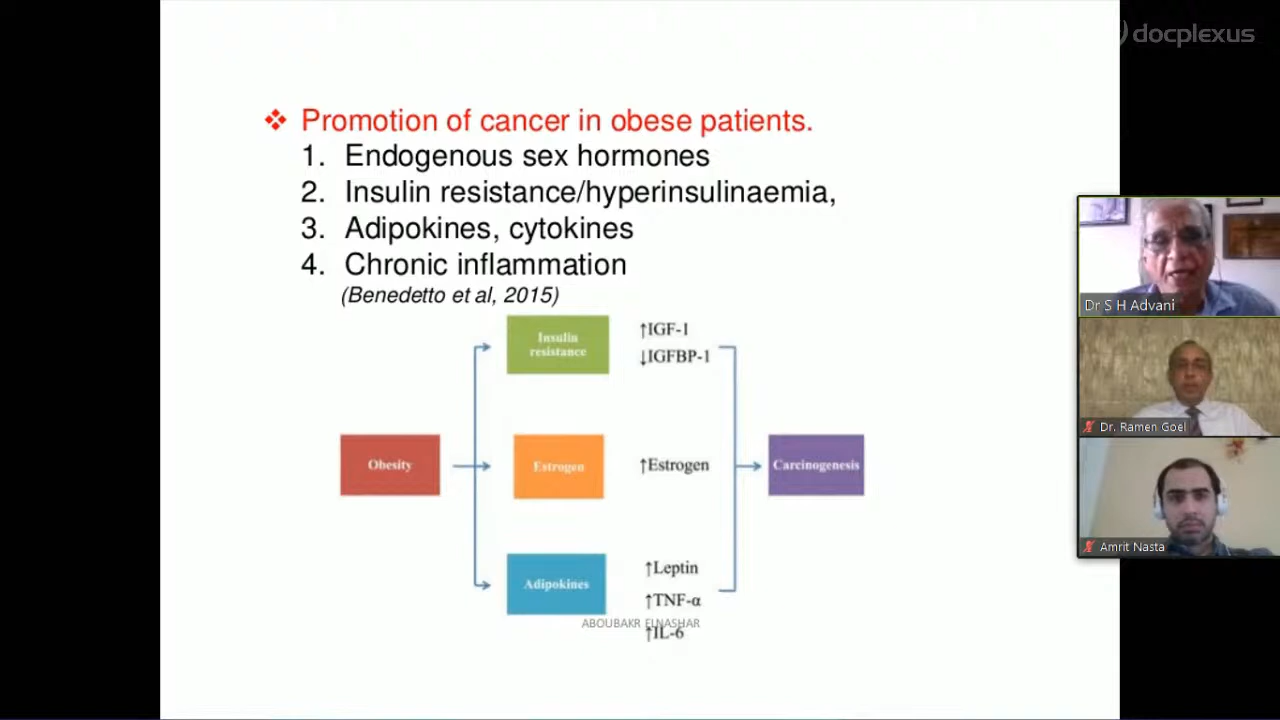 docplexus
❖ Promotion of cancer in obese patients.
1. Endogenous sex hormones
2. Insulin resistance/hyperinsulinaemia,
3. Adipokines, cytokines
4. Chronic inflammation
(Benedetto et al, 2015)
Insulin
resistance
↑IGF-1
↓IGFBP-1
Obesity
Estrogen
↑Estrogen
Carcinogenesis
Adipokines
↑Leptin
↑TNF-α
↑IL-6
ABOUBAKR ELNASHAR
Dr S H Advani
Dr. Ramen Goel
Amrit Nasta